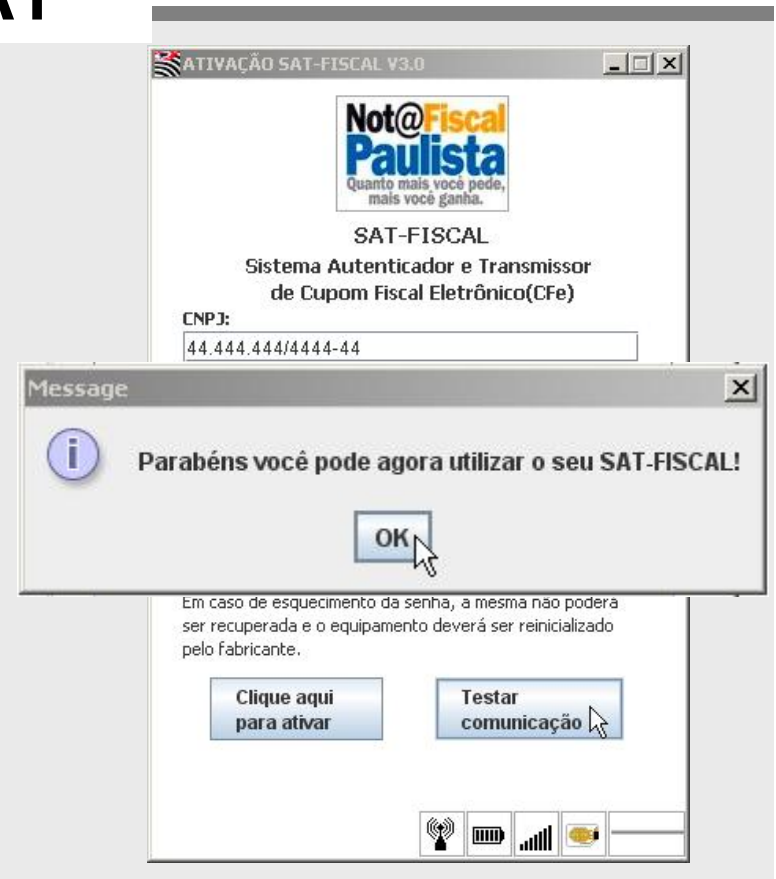 ATIVAÇÃO SAT-FISCAL V3.0
Not@Fiscal
Paulista
Quanto mais você pede,
mais você ganha.
SAT-FISCAL
Sistema Autenticador e Transmissor
de Cupom Fiscal Eletrônico(CFe)
CNPJ:
44.444.444/4444-44
Message
i
Parabéns você pode agora utilizar o seu SAT-FISCAL!
OK
Em caso de esquecimento da senha, a mesma não poderá
ser recuperada e o equipamento deverá ser reinicializado
pelo fabricante.
Clique aqui
para ativar
Testar
comunicação